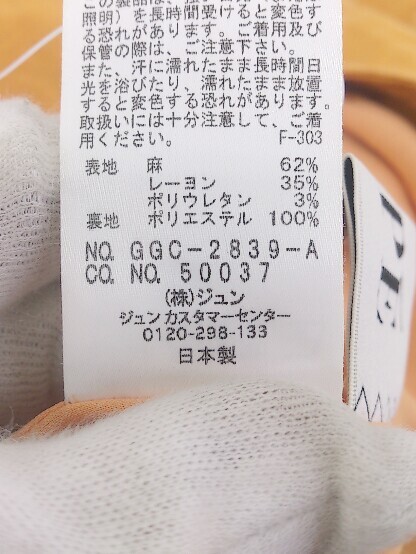 照明）を長時間受けると変色す
る恐れがあります。ご着用及び
保管の際は、ご注意下さい。
また、汗に濡れたまま長時間日
光を浴びたり、濡れたまま放置
すると変色する恐れがあります。
取扱いには十分注意して、ご着
用ください。 F-303
表地 麻 62%
レーヨン 35%
ポリウレタン 3%
裏地 ポリエステル 100%
NO. GGC-2839-A
CO. NO. 50037
(株)ジュン
ジュンカスタマーセンター
0120-298-133
日本製